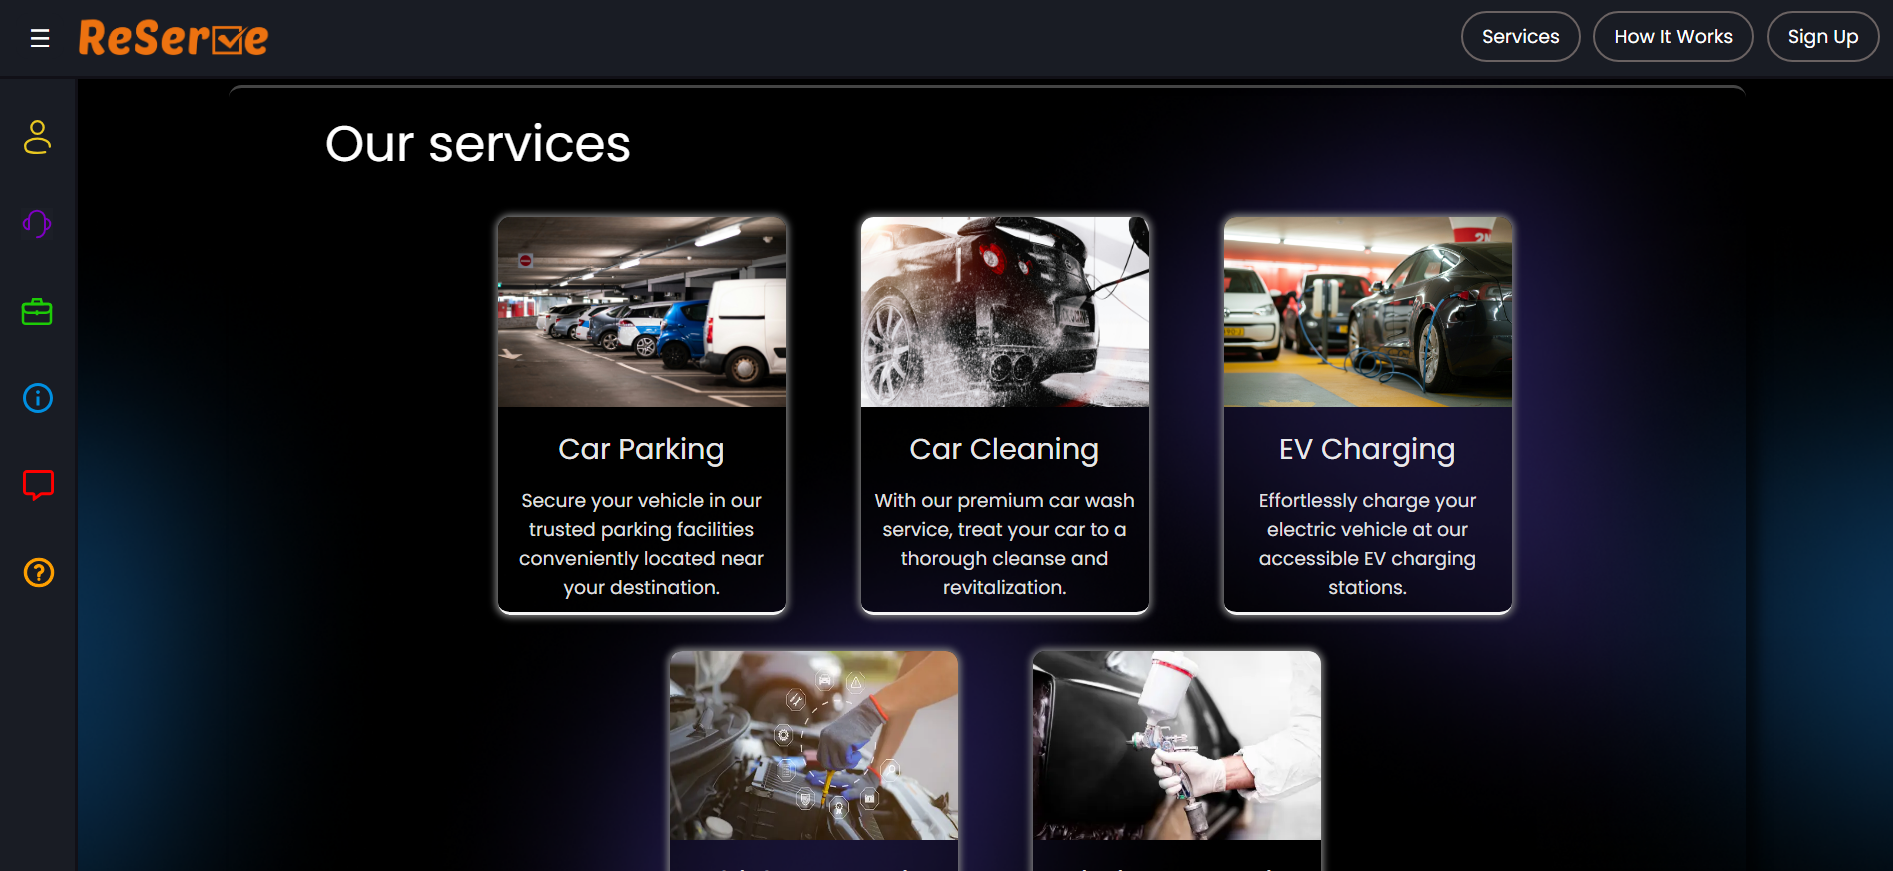 ReServe
Services
How It Works
Sign Up
Our services
Car Parking
Secure your vehicle in our
trusted parking facilities
conveniently located near
your destination.
Car Cleaning
With our premium car wash
service, treat your car to a
thorough cleanse and
revitalization.
EV Charging
Effortlessly charge your
electric vehicle at our
accessible EV charging
stations.